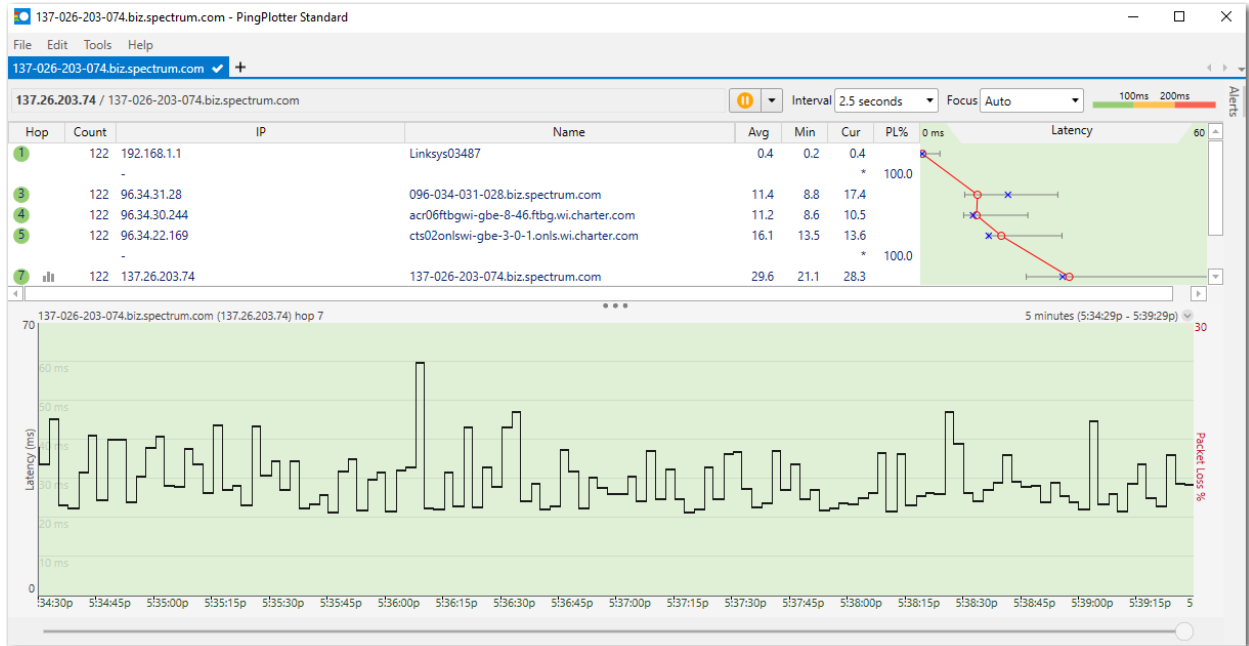 137-026-203-074.biz.spectrum.com - PingPlotter Standard
File Edit Tools Help
137-026-203-074.biz.spectrum.com
137.26.203.74 / 137-026-203-074.biz.spectrum.com Interval 2.5 seconds Focus Auto 100ms 200ms
Alerts
Hop Count IP Name Avg Min Cur PL% 0 ms Latency 60
1 122 192.168.1.1 Linksys03487 0.4 0.2 0.4
- * 100.0
3 122 96.34.31.28 096-034-031-028.biz.spectrum.com 11.4 8.8 17.4
4 122 96.34.30.244 acr06ftbgwi-gbe-8-46.ftbg.wi.charter.com 11.2 8.6 10.5
5 122 96.34.22.169 cts02onlswi-gbe-3-0-1.onls.wi.charter.com 16.1 13.5 13.6
- * 100.0
7 122 137.26.203.74 137-026-203-074.biz.spectrum.com 29.6 21.1 28.3
137-026-203-074.biz.spectrum.com (137.26.203.74) hop 7 5 minutes (5:34:29p - 5:39:29p)
70 30
60 ms
50 ms
40 ms
30 ms
20 ms
10 ms
0
Latency (ms)
Packet Loss %
:34:30p 5:34:45p 5:35:00p 5:35:15p 5:35:30p 5:35:45p 5:36:00p 5:36:15p 5:36:30p 5:36:45p 5:37:00p 5:37:15p 5:37:30p 5:37:45p 5:38:00p 5:38:15p 5:38:30p 5:38:45p 5:39:00p 5:39:15p 5